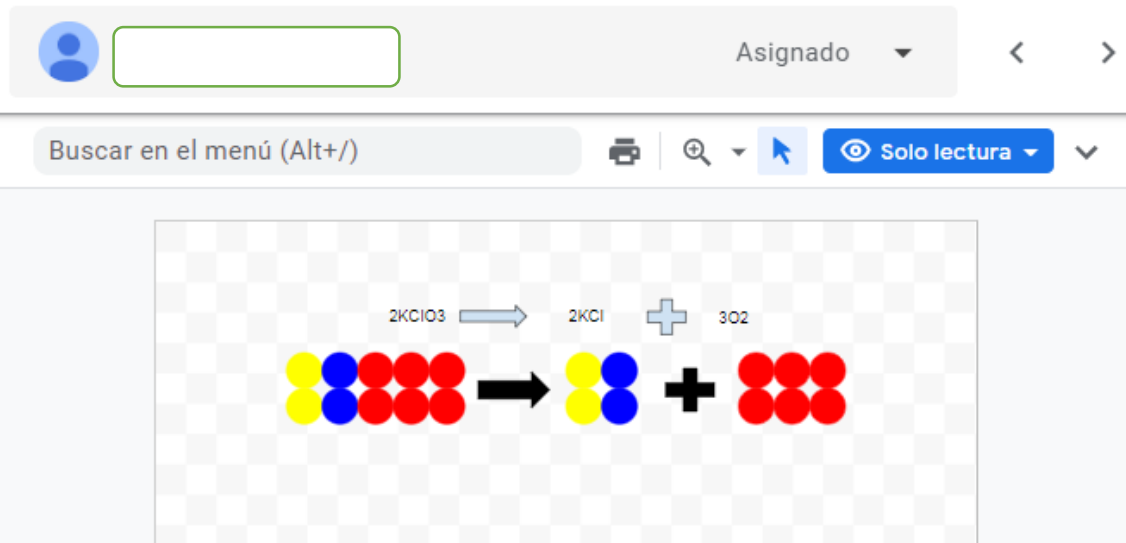 Asignado
Buscar en el menú (Alt+/)
Solo lectura
2KClO3 2KCl 3O2